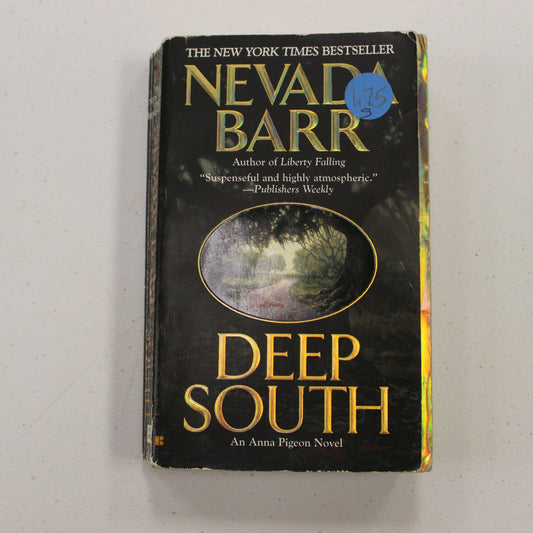 THE NEW YORK TIMES BESTSELLER
NEVADA
BARR
Author of Liberty Falling
"Suspenseful and highly atmospheric."
—Publishers Weekly
DEEP
SOUTH
An Anna Pigeon Novel